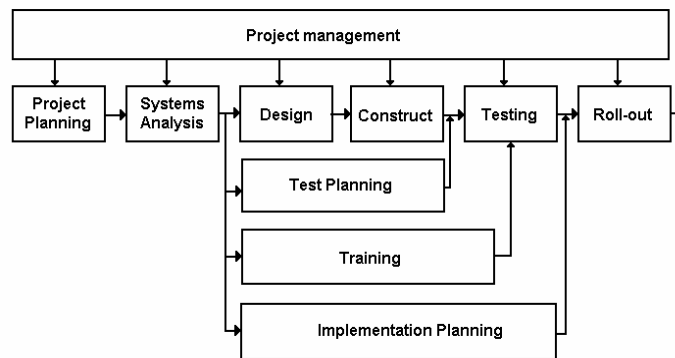 Project management
Project
Planning
Systems
Analysis
Design
Construct
Testing
Roll-out
Test Planning
Training
Implementation Planning